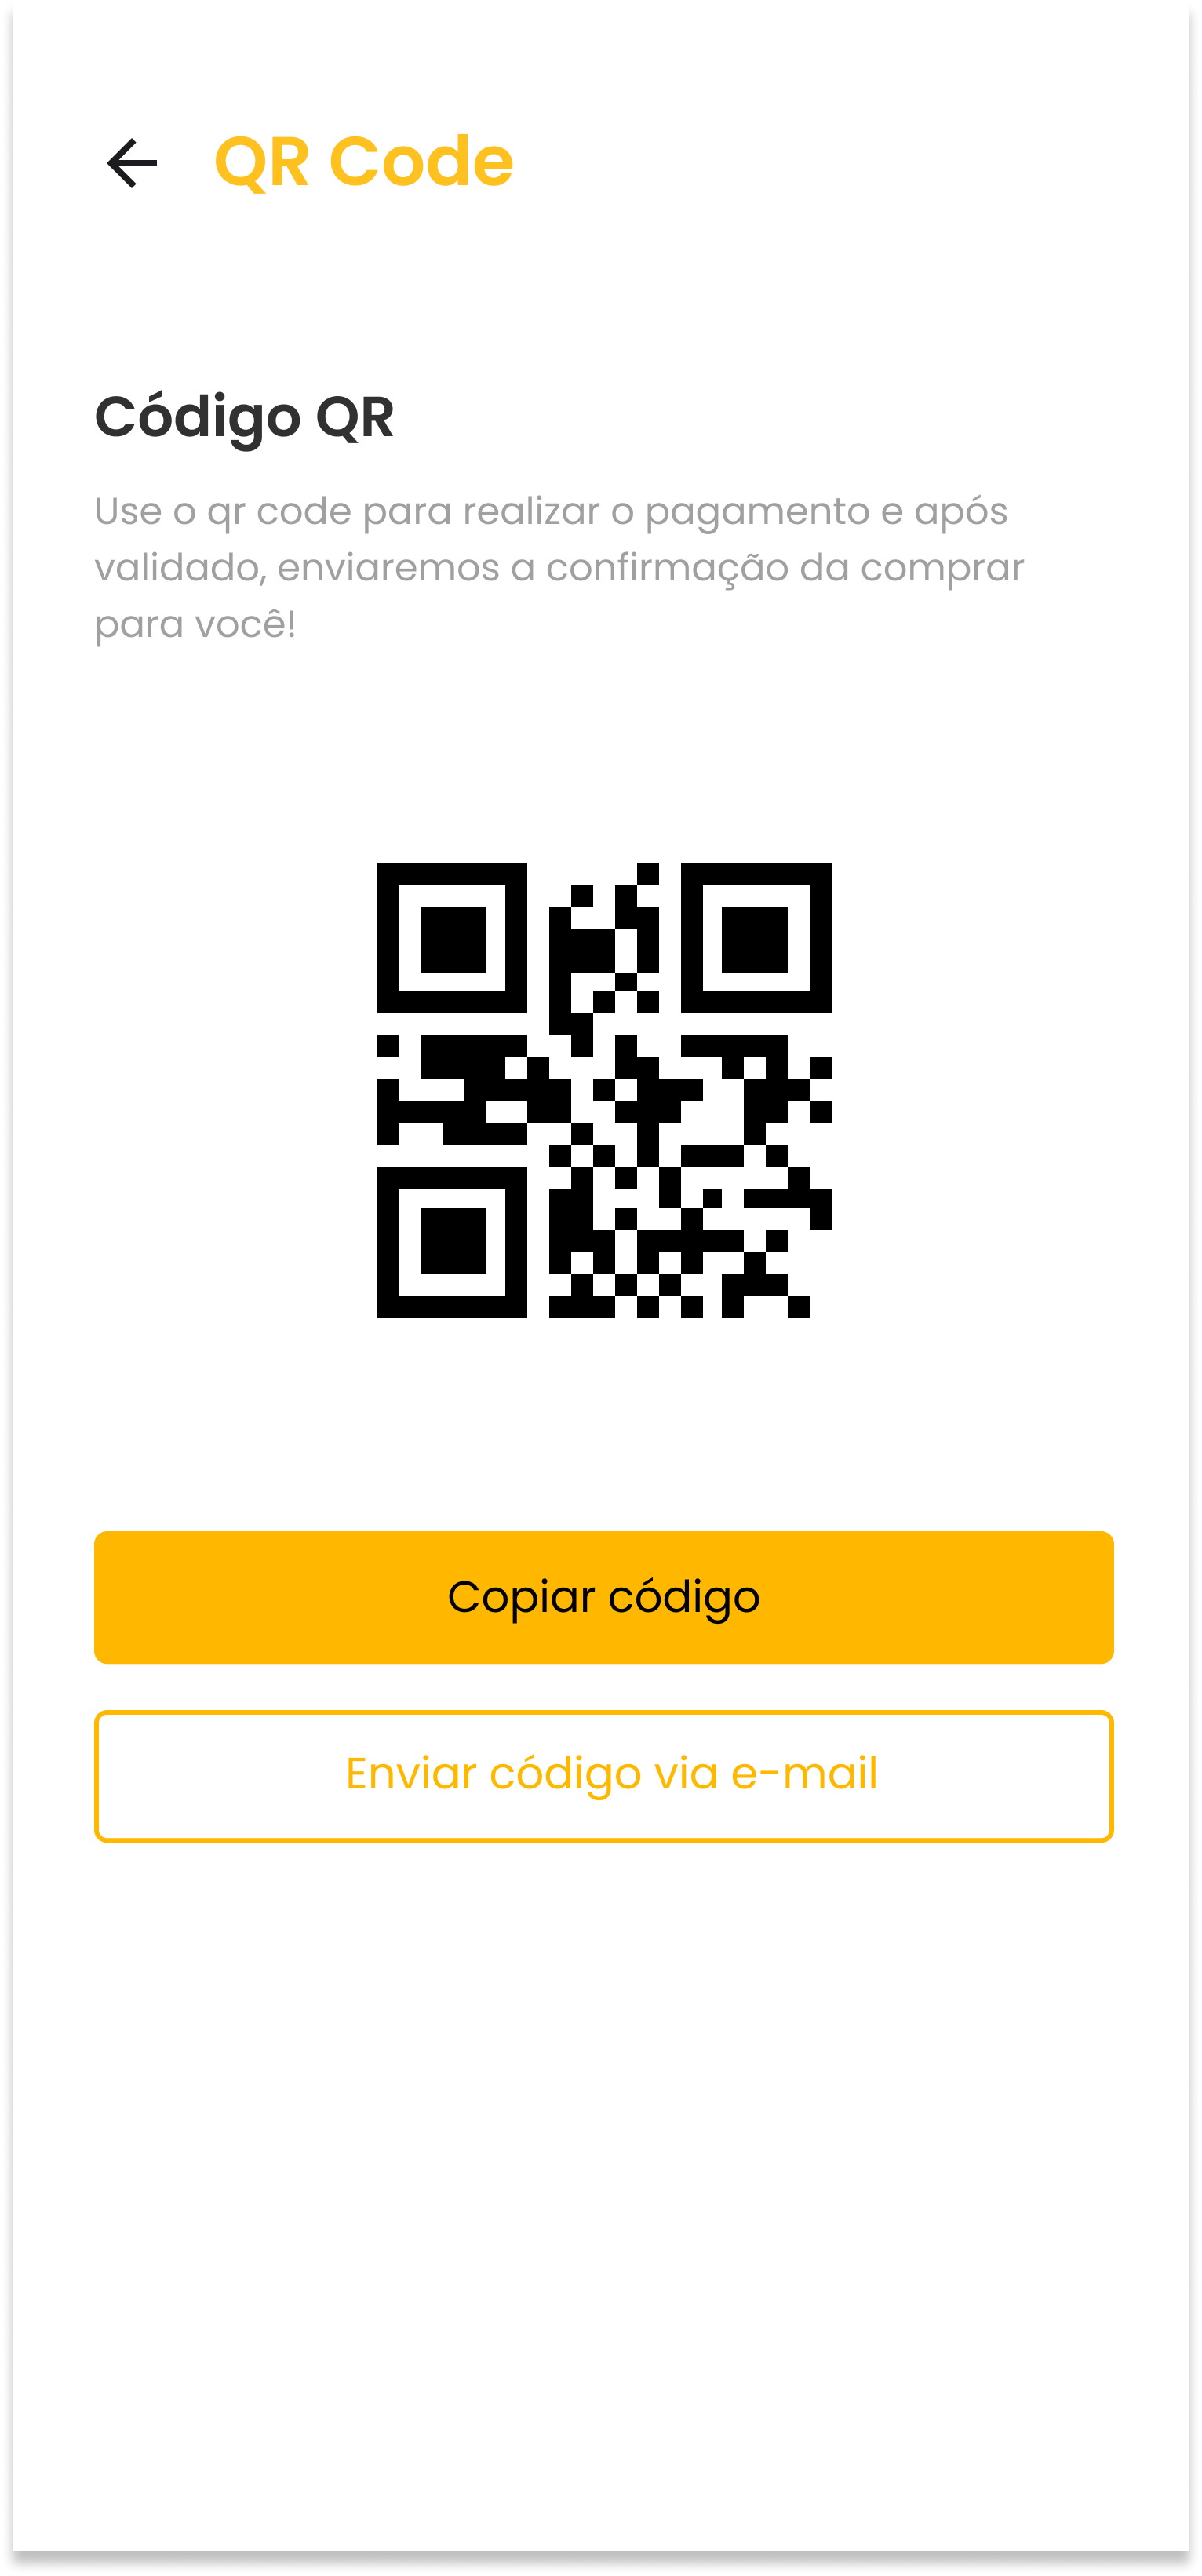 QR Code
Código QR
Use o qr code para realizar o pagamento e após
validado, enviaremos a confirmação da comprar
para você!
Copiar código
Enviar código via e-mail